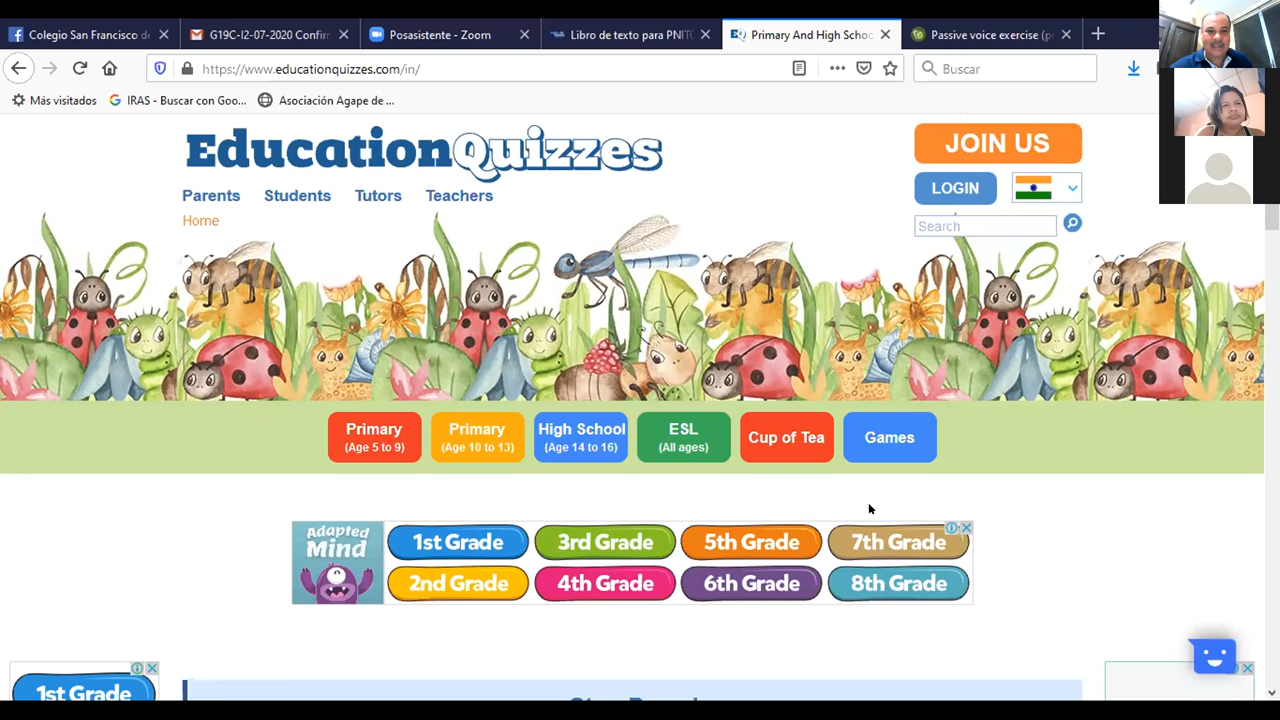 Colegio San Francisco de
G19C-I2-07-2020 Confirm
Posasistente - Zoom
Libro de texto para PNIT
Primary And High Schoo
Passive voice exercise (p
https://www.educationquizzes.com/in/
Buscar
Más visitados
IRAS - Buscar con Goo...
Asociación Agape de ...
EducationQuizzes
JOIN US
Parents
Students
Tutors
Teachers
LOGIN
Home
Search
Primary
(Age 5 to 9)
Primary
(Age 10 to 13)
High School
(Age 14 to 16)
ESL
(All ages)
Cup of Tea
Games
Adapted
Mind
1st Grade
3rd Grade
5th Grade
7th Grade
2nd Grade
4th Grade
6th Grade
8th Grade
1st Grade